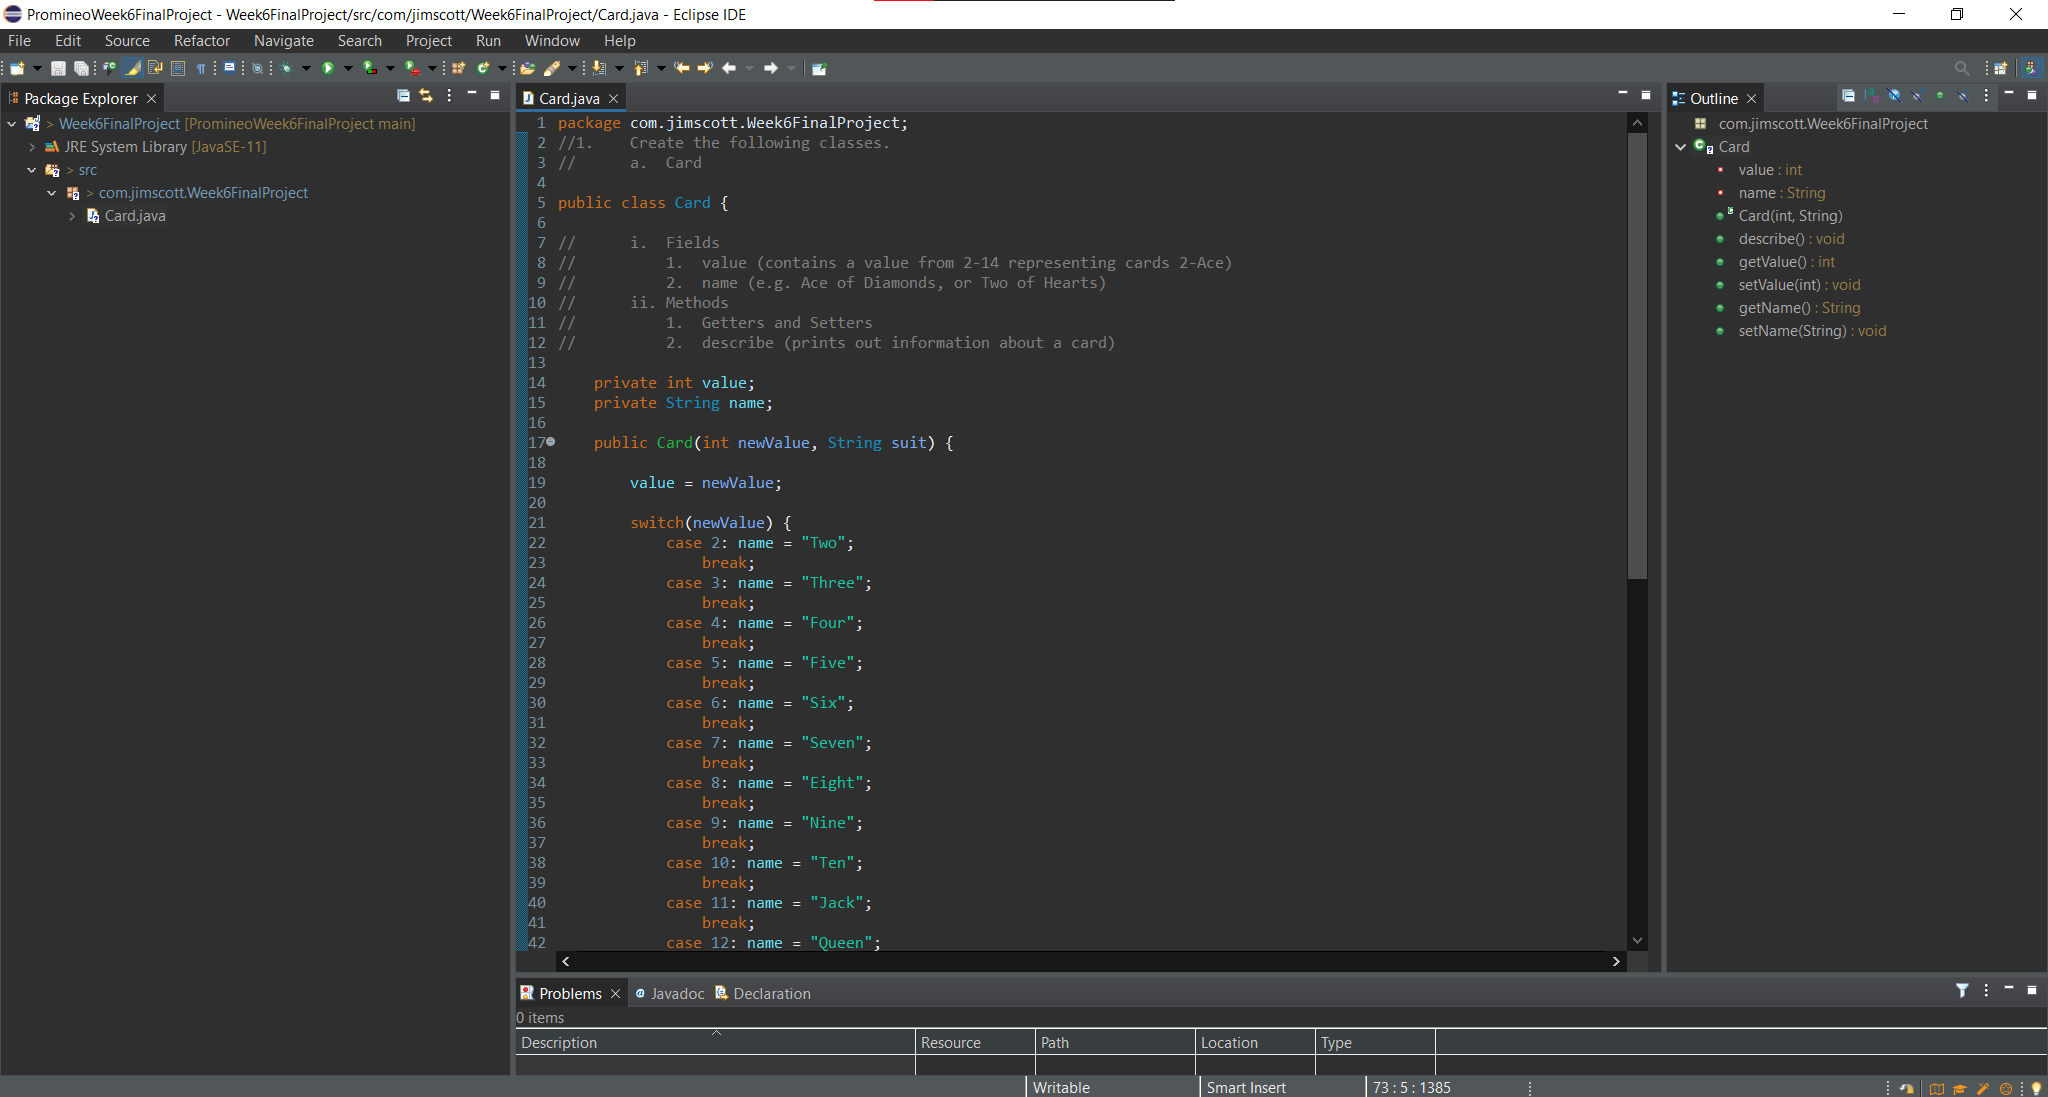 PromineoWeek6FinalProject - Week6FinalProject/src/com/jimscott/Week6FinalProject/Card.java - Eclipse IDE
File Edit Source Refactor Navigate Search Project Run Window Help
Package Explorer
> Week6FinalProject [PromineoWeek6FinalProject main]
JRE System Library [JavaSE-11]
> src
> com.jimscott.Week6FinalProject
Card.java
Card.java
1 package com.jimscott.Week6FinalProject;
2 //1. Create the following classes.
3 // a. Card
4
5 public class Card {
6
7 // i. Fields
8 // 1. value (contains a value from 2-14 representing cards 2-Ace)
9 // 2. name (e.g. Ace of Diamonds, or Two of Hearts)
10 // ii. Methods
11 // 1. Getters and Setters
12 // 2. describe (prints out information about a card)
13
14 private int value;
15 private String name;
16
17 public Card(int newValue, String suit) {
18
19 value = newValue;
20
21 switch(newValue) {
22 case 2: name = "Two";
23 break;
24 case 3: name = "Three";
25 break;
26 case 4: name = "Four";
27 break;
28 case 5: name = "Five";
29 break;
30 case 6: name = "Six";
31 break;
32 case 7: name = "Seven";
33 break;
34 case 8: name = "Eight";
35 break;
36 case 9: name = "Nine";
37 break;
38 case 10: name = "Ten";
39 break;
40 case 11: name = "Jack";
41 break;
42 case 12: name = "Queen";
Outline
com.jimscott.Week6FinalProject
Card
value : int
name : String
Card(int, String)
describe() : void
getValue() : int
setValue(int) : void
getName() : String
setName(String) : void
Problems Javadoc Declaration
0 items
Description Resource Path Location Type
Writable Smart Insert 73 : 5 : 1385